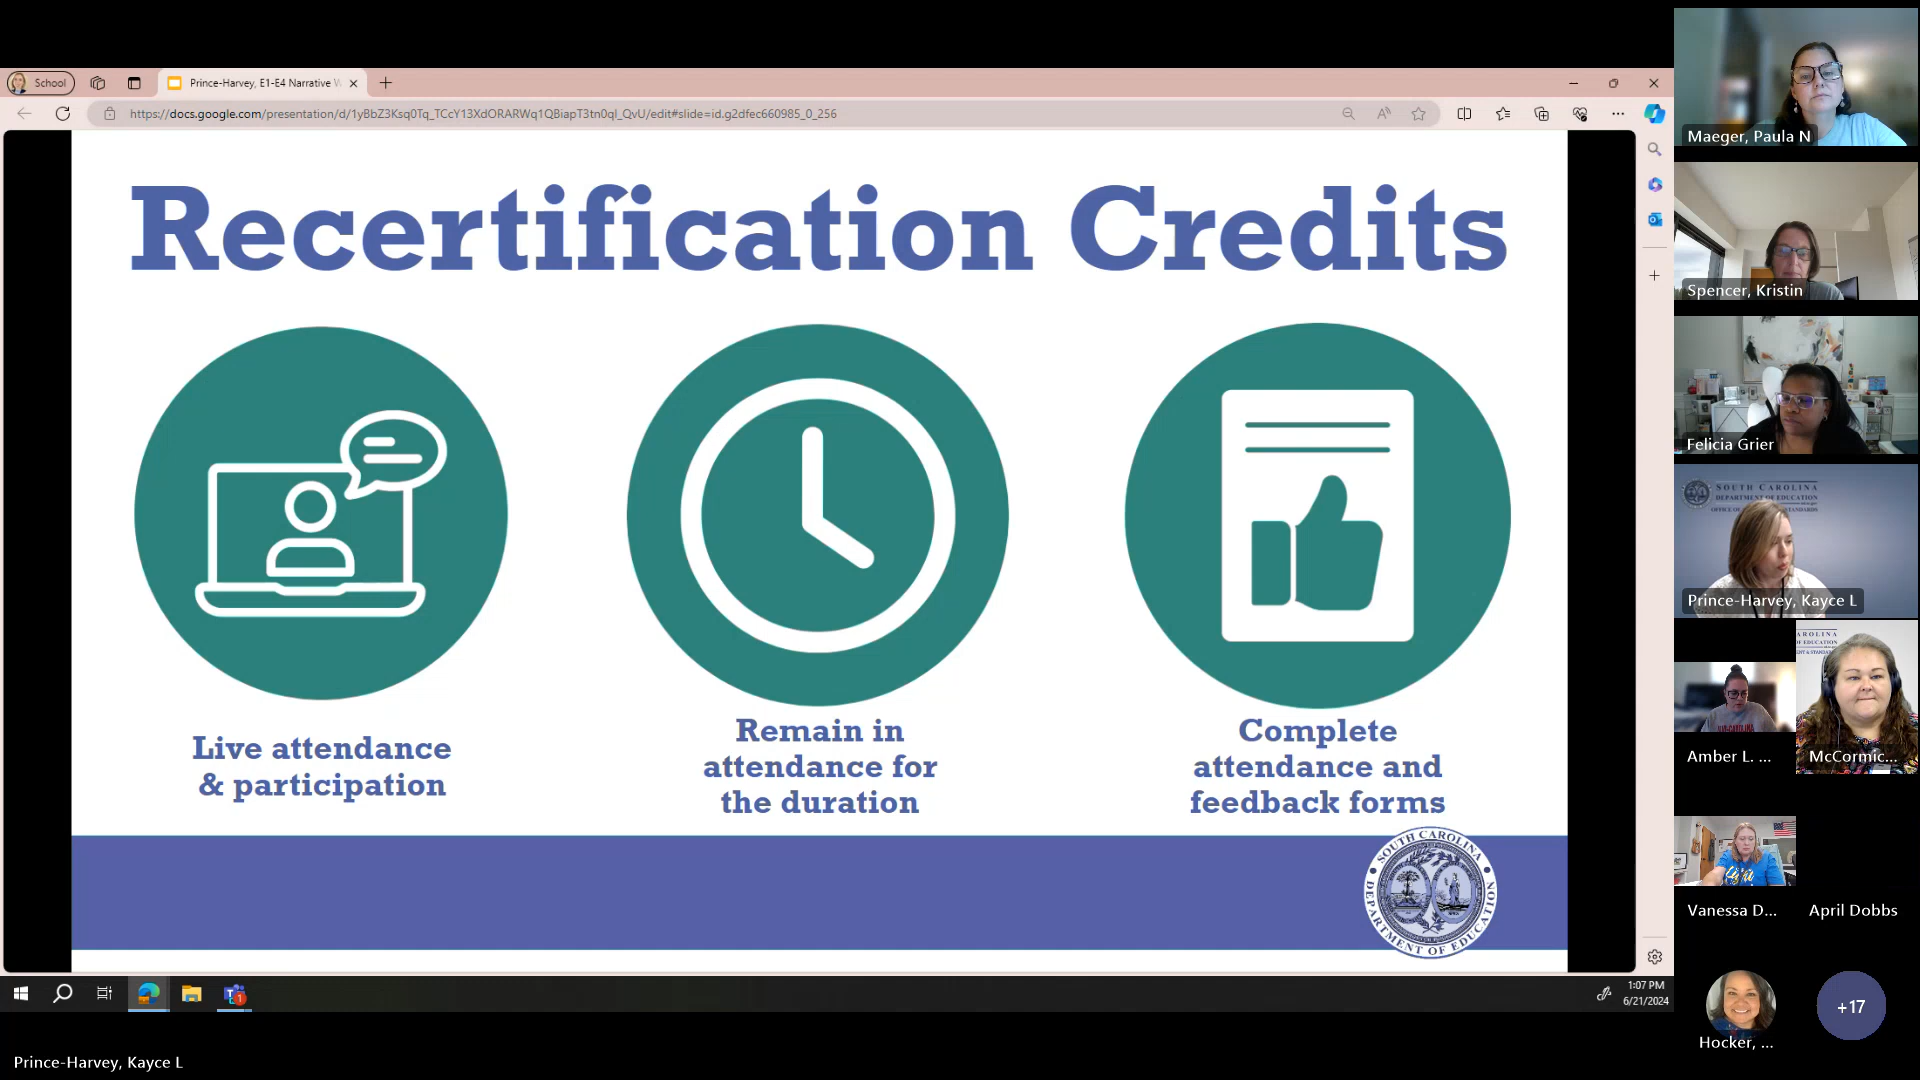 School
Prince-Harvey, E1-E4 Narrative W
https://docs.google.com/presentation/d/1yBbZ3Ksq0Tq_TCcY13XdORARWq1QBiapT3tn0ql_QvU/edit#slide=id.g2dfec660985_0_256
Recertification Credits
Live attendance
& participation
Remain in
attendance for
the duration
Complete
attendance and
feedback forms
SOUTH CAROLINA
DEPARTMENT OF EDUCATION
1:07 PM
6/21/2024
Prince-Harvey, Kayce L
Maeger, Paula N
Spencer, Kristin
Felicia Grier
SOUTH CAROLINA
DEPARTMENT OF EDUCATION
Prince-Harvey, Kayce L
Amber L. ...
McCormic...
Vanessa D...
April Dobbs
Hocker, ...
+17